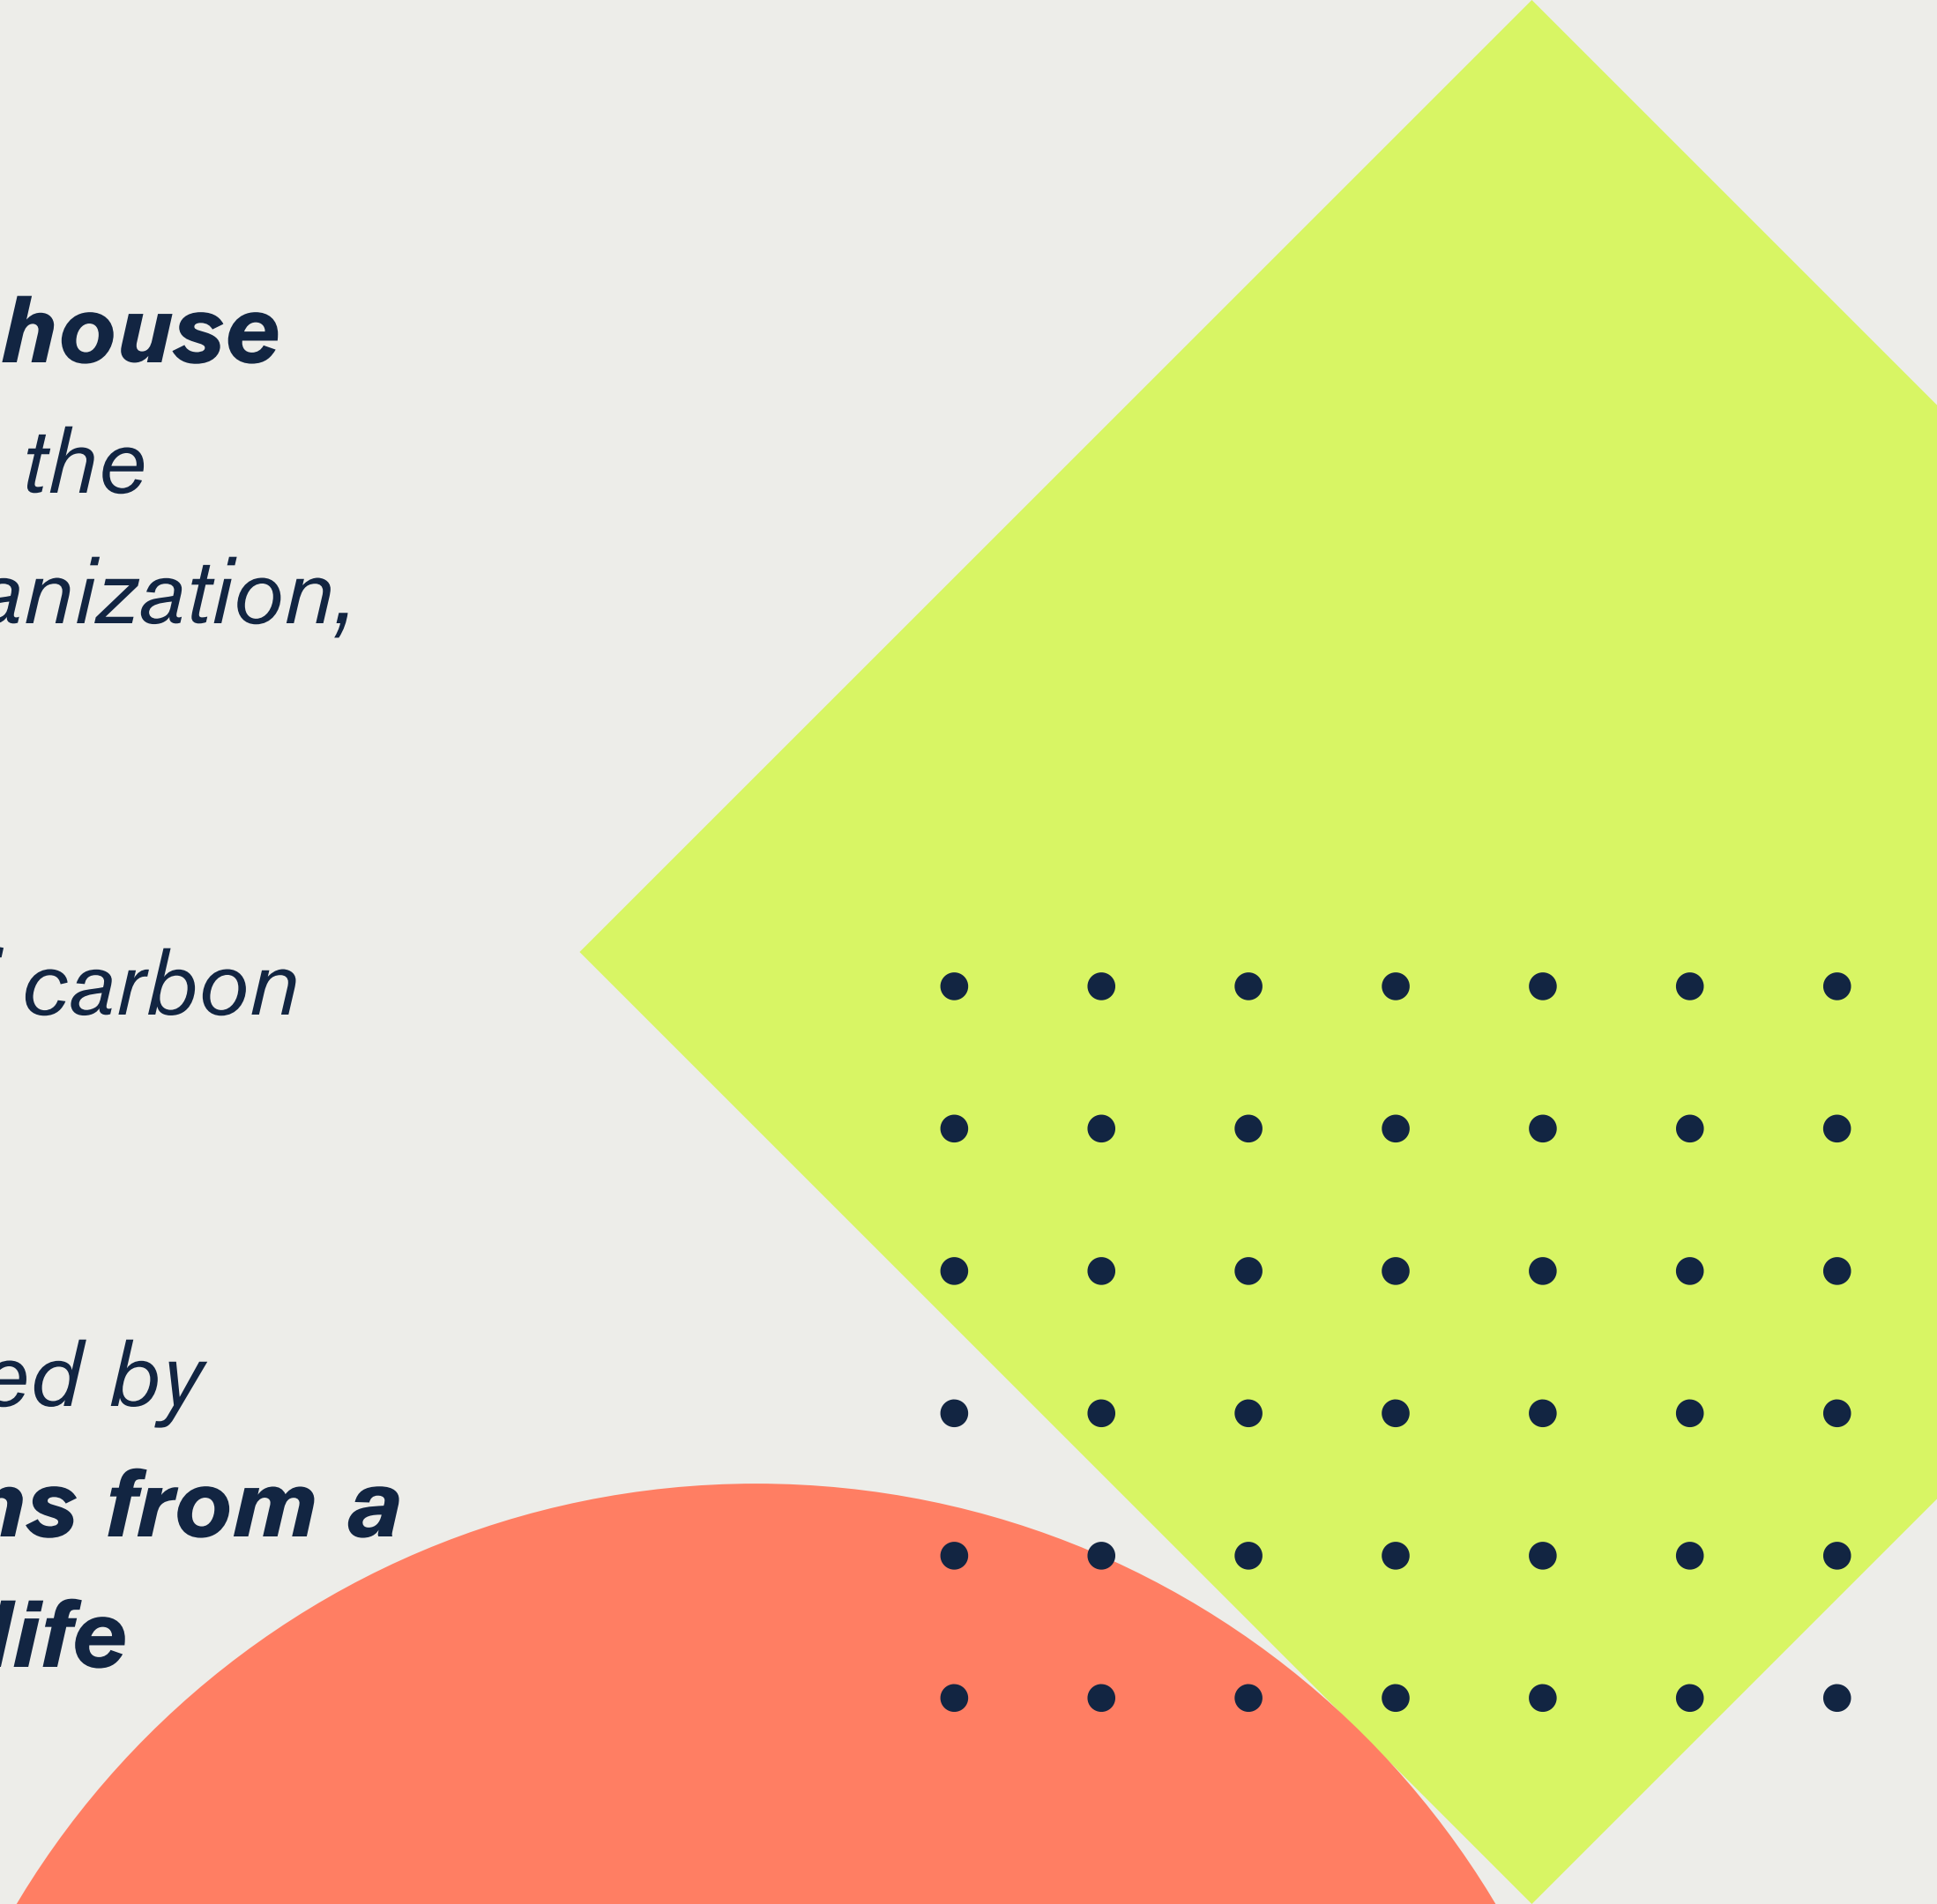 house
the
anization,
carbon
ed by
ns from a
life